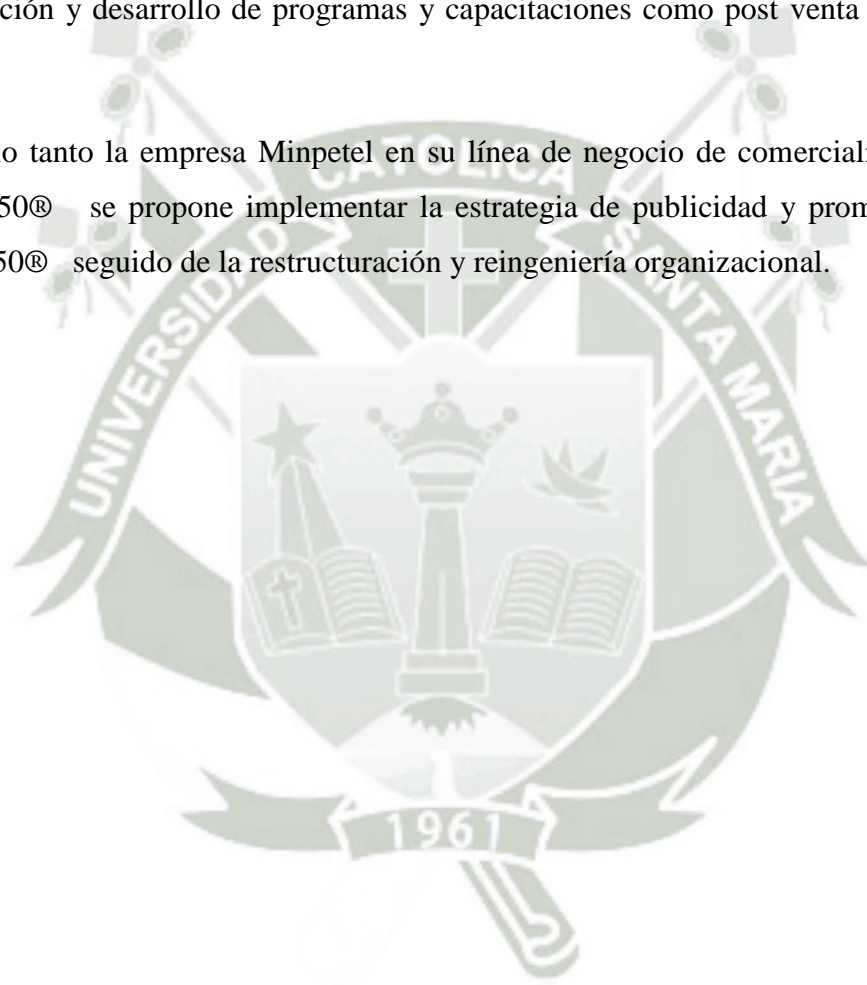 ción y desarrollo de programas y capacitaciones como post venta
o tanto la empresa Minpetel en su línea de negocio de comerciali
50® se propone implementar la estrategia de publicidad y prom
50® seguido de la restructuración y reingeniería organizacional.
UNIVERSIDAD CATOLICA SANTA MARIA
1961